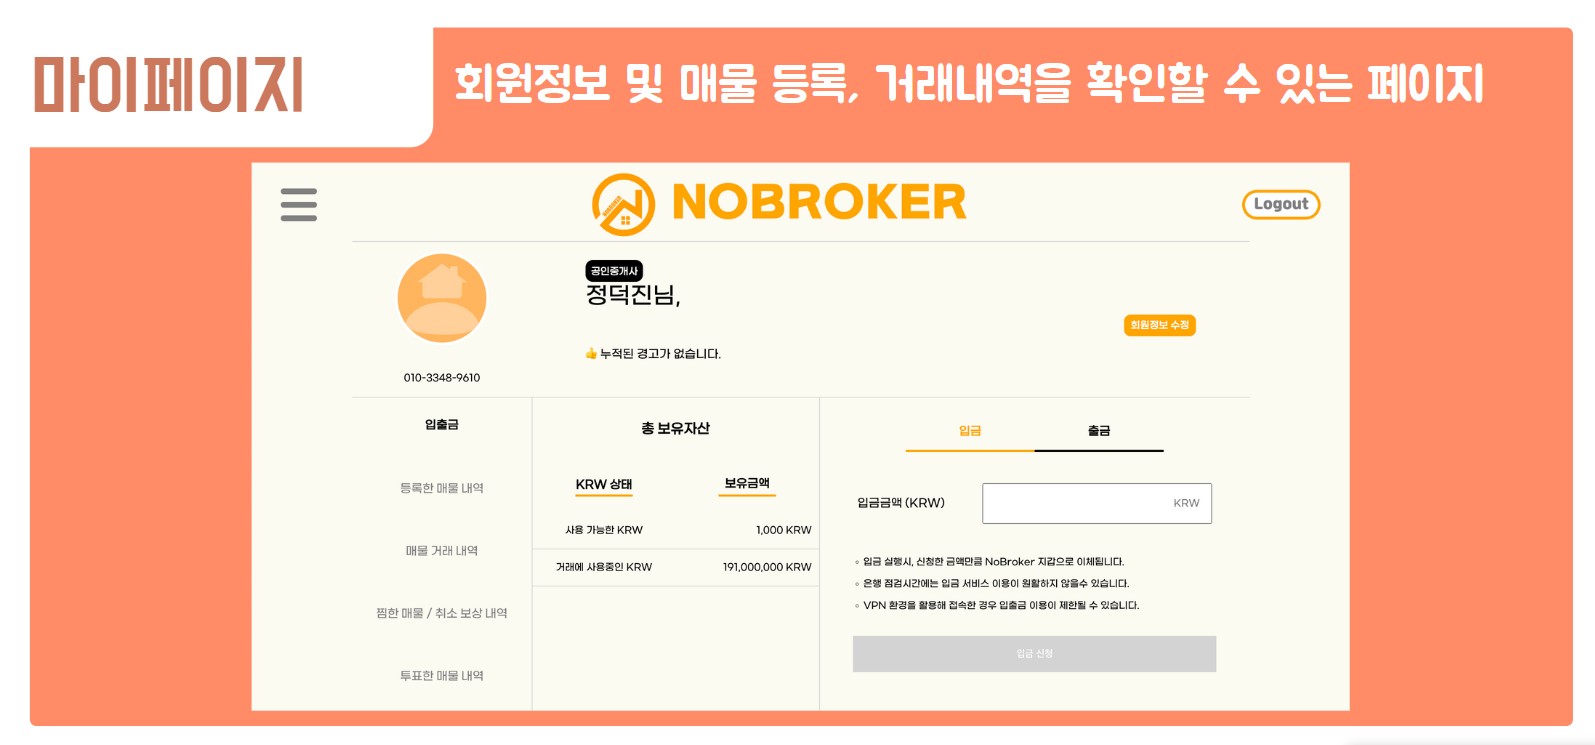 마이페이지
회원정보 및 매물 등록, 거래내역을 확인할 수 있는 페이지
NOBROKER
Logout
공인중개사
정덕진님,
회원정보 수정
👍 누적된 경고가 없습니다.
010-3348-9610
입출금
등록한 매물 내역
매물 거래 내역
찜한 매물 / 취소 보상 내역
투표한 매물 내역
총 보유자산
KRW 상태 보유금액
사용 가능한 KRW 1,000 KRW
거래에 사용중인 KRW 191,000,000 KRW
입금 출금
입금금액 (KRW) KRW
입금 실행시, 신청한 금액만큼 NoBroker 지갑으로 이체됩니다.
은행 점검시간에는 입금 서비스 이용이 원활하지 않을수 있습니다.
VPN 환경을 활용해 접속한 경우 입출금 이용이 제한될 수 있습니다.
입금 신청